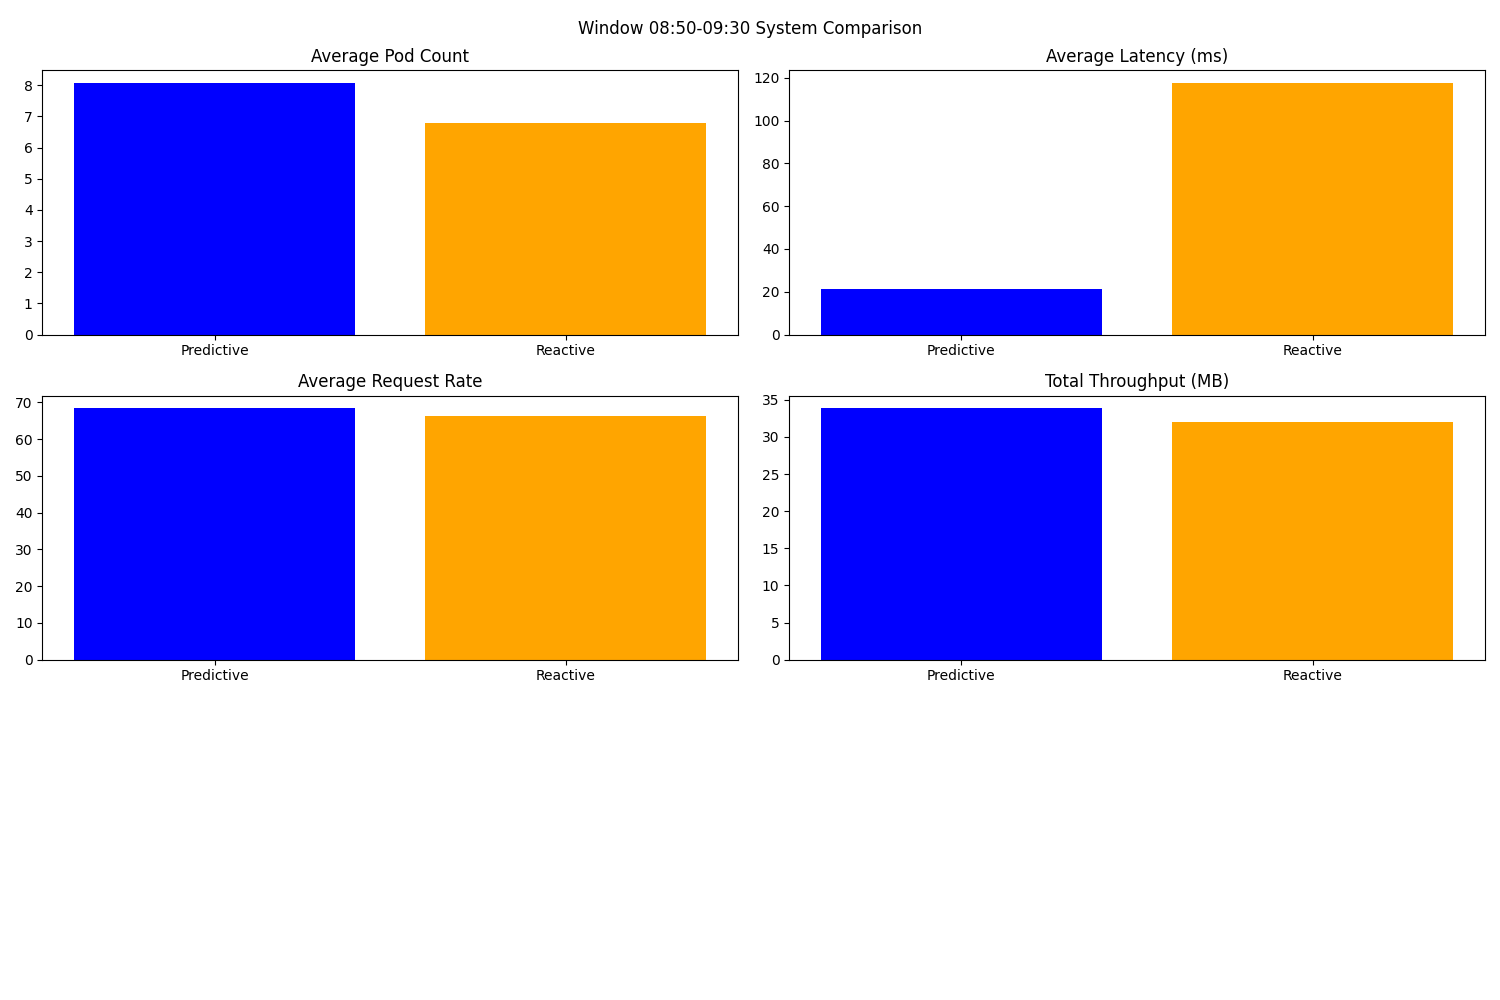 Window 08:50-09:30 System Comparison
Average Pod Count
8
7
6
5
4
3
2
1
0
Predictive
Reactive
Average Latency (ms)
120
100
80
60
40
20
0
Predictive
Reactive
Average Request Rate
70
60
50
40
30
20
10
0
Predictive
Reactive
Total Throughput (MB)
35
30
25
20
15
10
5
0
Predictive
Reactive